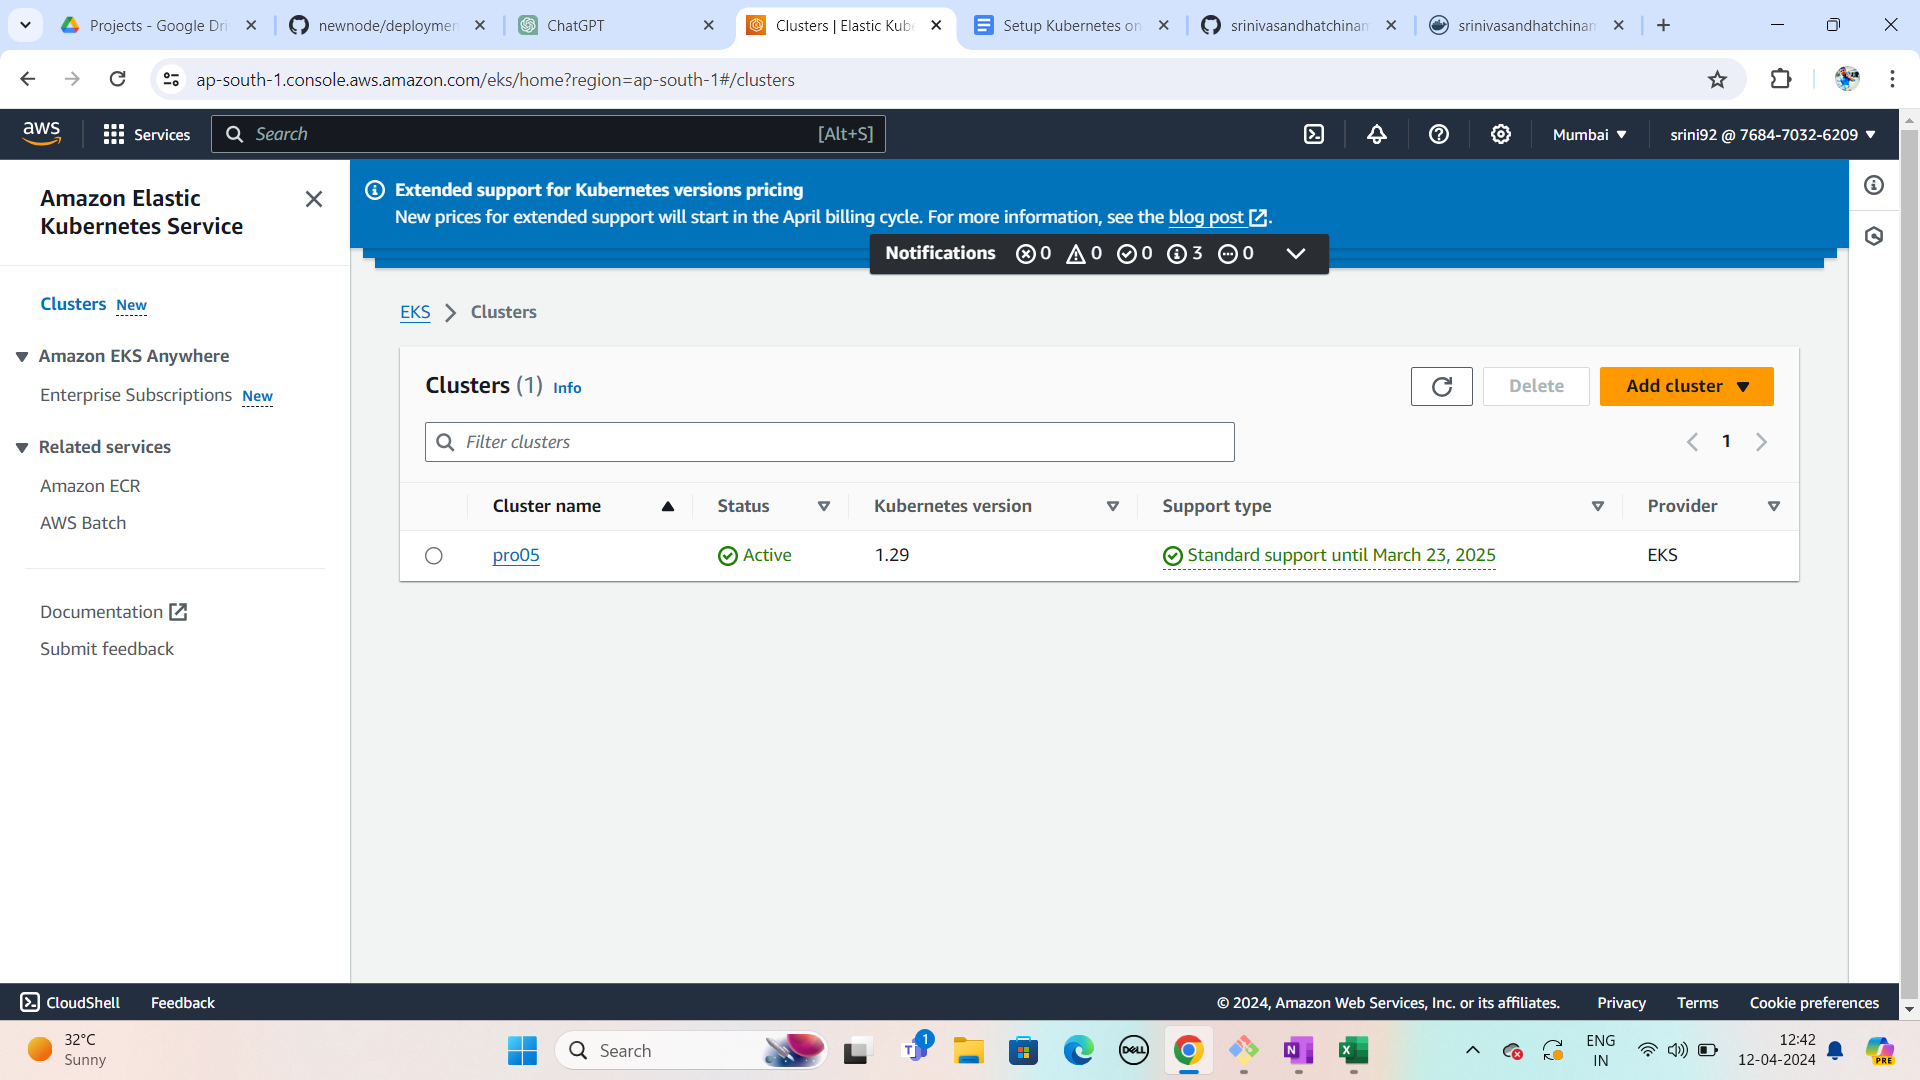 Projects - Google Dri
newnode/deploymen
ChatGPT
Clusters | Elastic Kube
Setup Kubernetes on
srinivasandhatchinam
srinivasandhatchinam
ap-south-1.console.aws.amazon.com/eks/home?region=ap-south-1#/clusters
aws
Services
Search
[Alt+S]
Mumbai
srini92 @ 7684-7032-6209
Amazon Elastic
Kubernetes Service
Clusters New
Amazon EKS Anywhere
Enterprise Subscriptions New
Related services
Amazon ECR
AWS Batch
Documentation
Submit feedback
Extended support for Kubernetes versions pricing
New prices for extended support will start in the April billing cycle. For more information, see the blog post.
Notifications 0 0 0 3 0
EKS > Clusters
Clusters (1) Info
Delete
Add cluster
Filter clusters
1
Cluster name Status Kubernetes version Support type Provider
pro05 Active 1.29 Standard support until March 23, 2025 EKS
CloudShell Feedback © 2024, Amazon Web Services, Inc. or its affiliates. Privacy Terms Cookie preferences
32°C
Sunny
Search
1
DELL
ENG
IN
12:42
12-04-2024
PRE